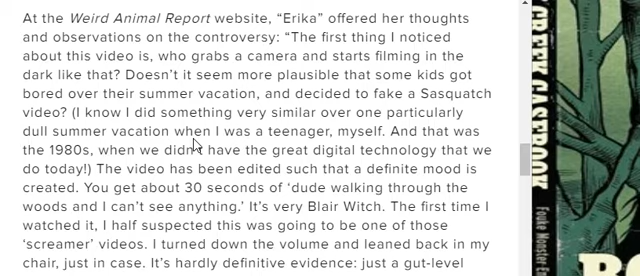 At the Weird Animal Report website, “Erika” offered her thoughts
and observations on the controversy: “The first thing I noticed
about this video is, who grabs a camera and starts filming in the
dark like that? Doesn’t it seem more plausible that some kids got
bored over their summer vacation, and decided to fake a Sasquatch
video? (I know I did something very similar over one particularly
dull summer vacation when I was a teenager, myself. And that was
the 1980s, when we didn’t have the great digital technology that we
do today!) The video has been edited such that a definite mood is
created. You get about 30 seconds of ‘dude walking through the
woods and I can’t see anything.’ It’s very Blair Witch. The first time I
watched it, I half suspected this was going to be one of those
‘screamer’ videos. I turned down the volume and leaned back in my
chair, just in case. It’s hardly definitive evidence: just a gut-level
CREEK CASEBOOK
Fouke Monster